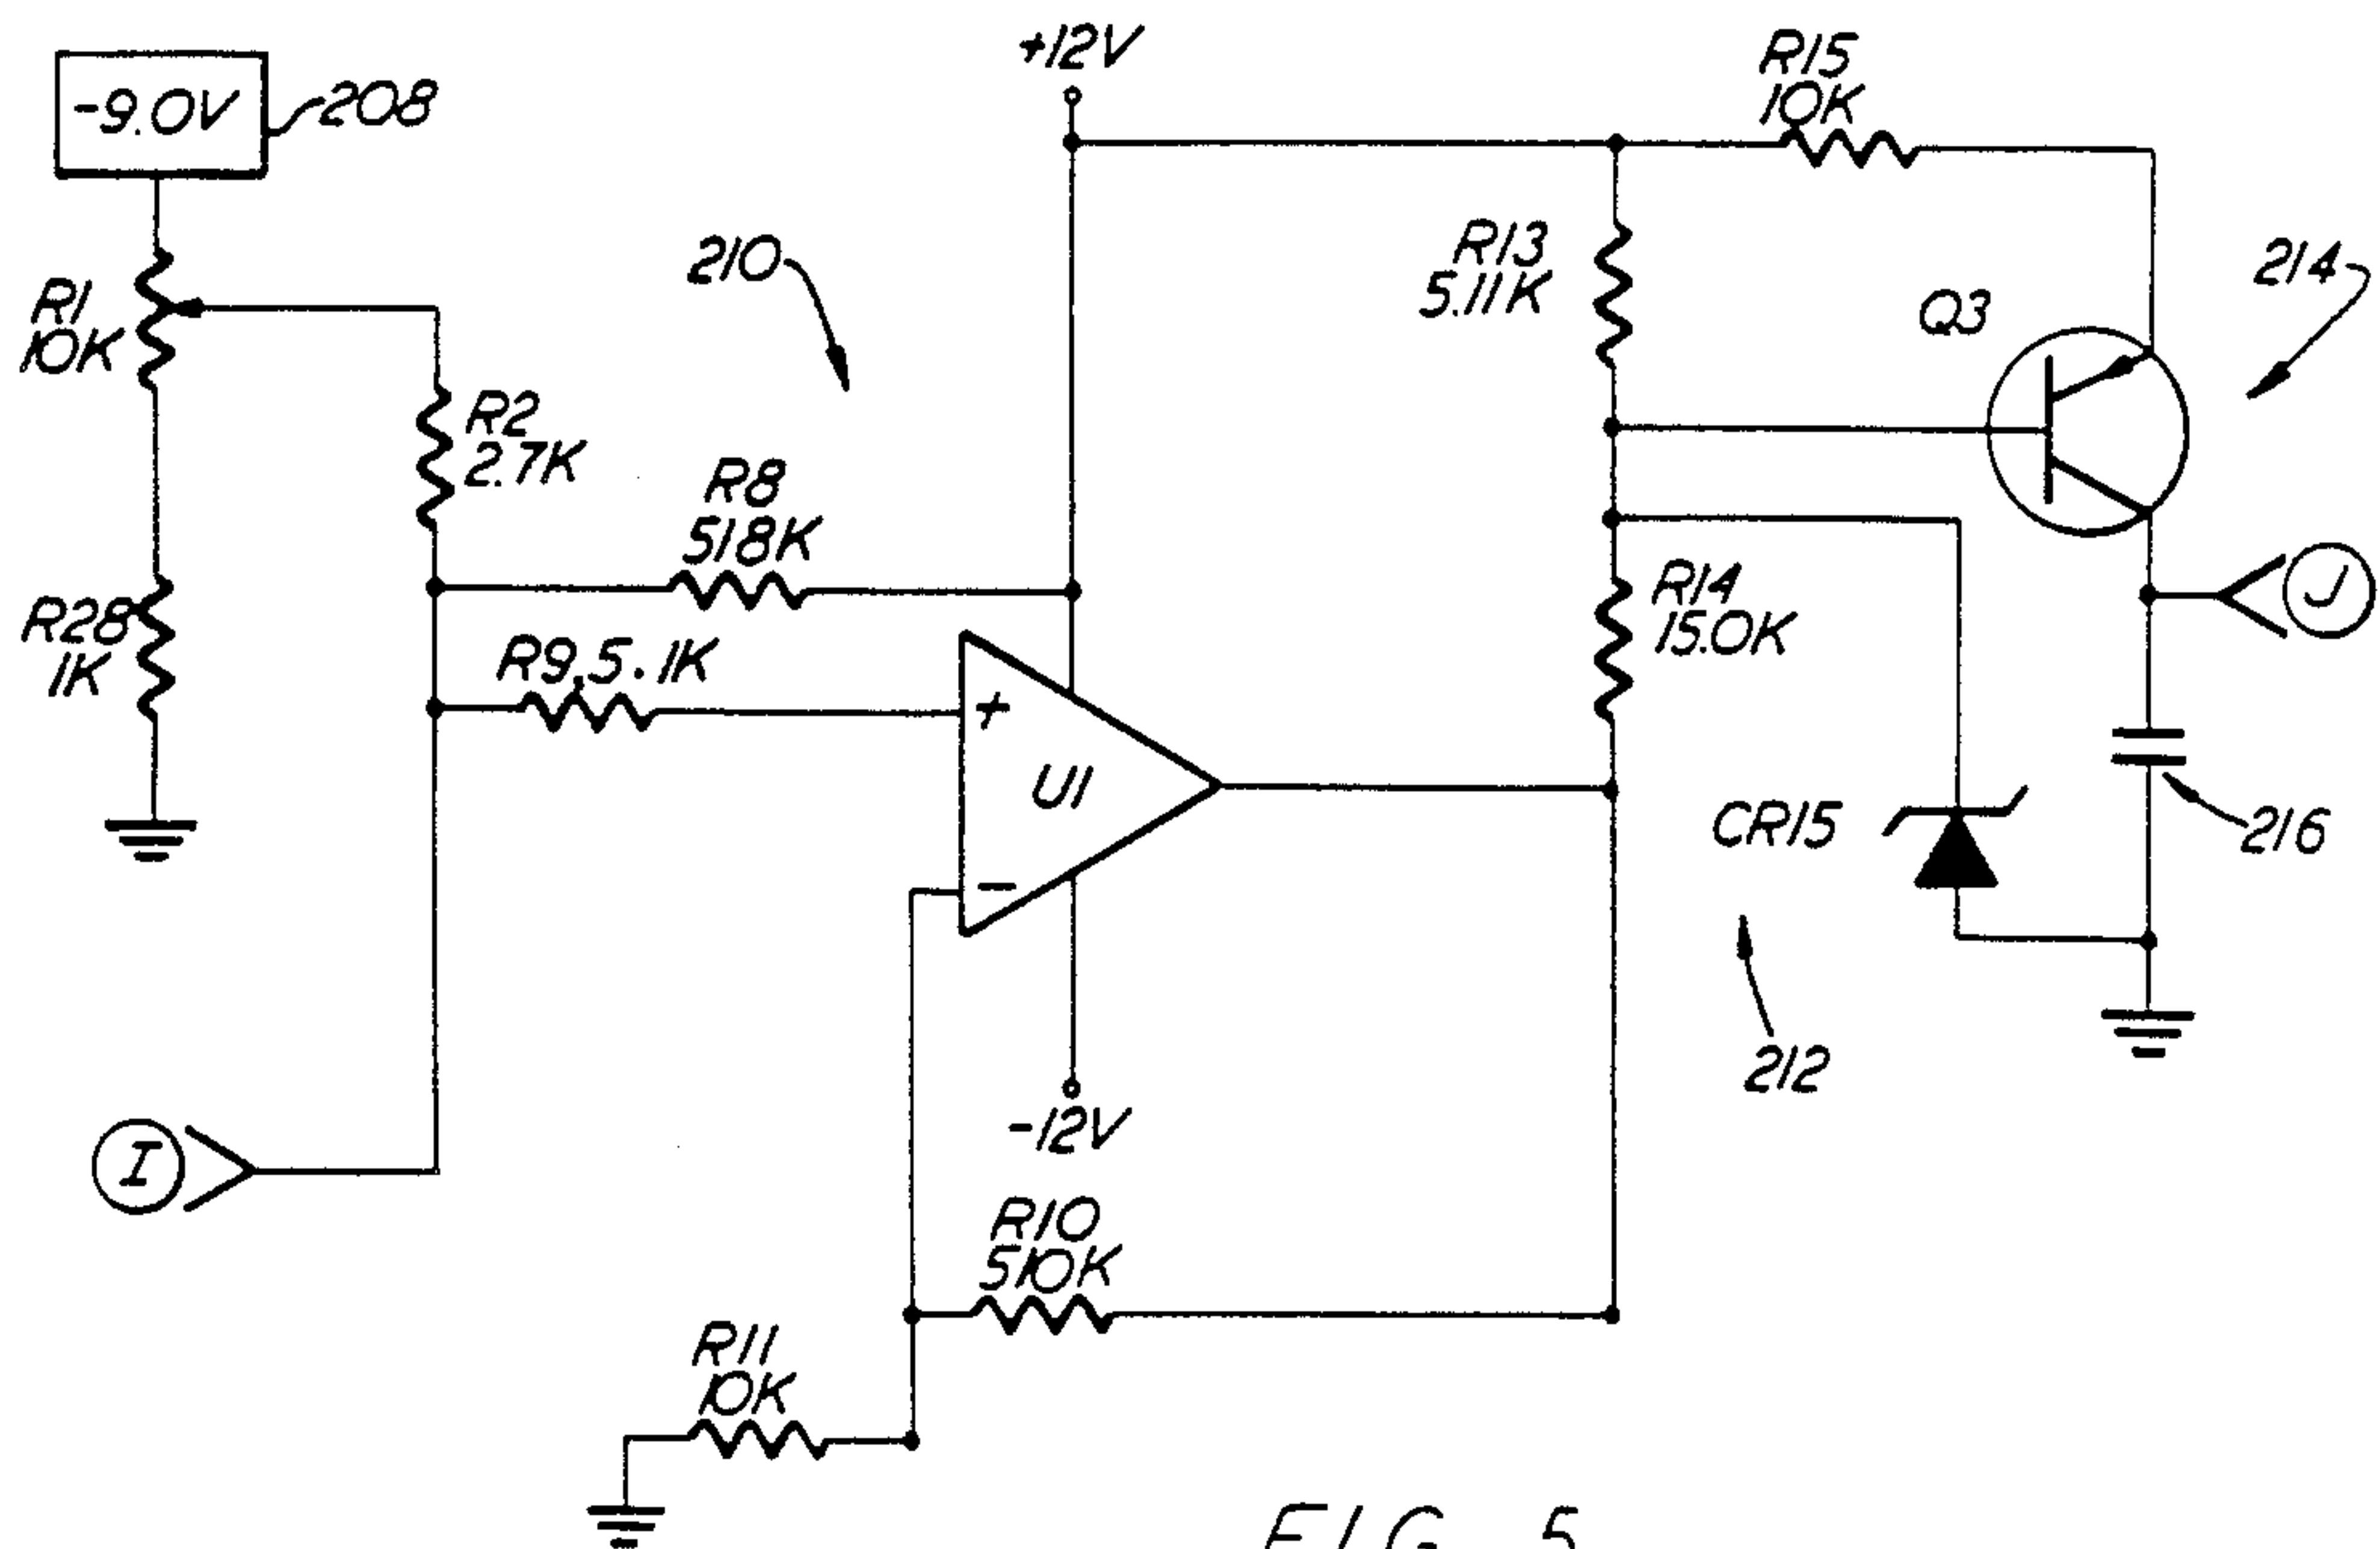 +12V
R15
10K
-9.0V
208
210
R13
5.11K
214
Q3
R1
10K
R2
2.7K
R8
518K
R14
15.0K
J
R28
1K
R9, 5.1K
+
U1
-
CR15
216
212
-12V
I
R10
510K
R11
10K
FIG. 5